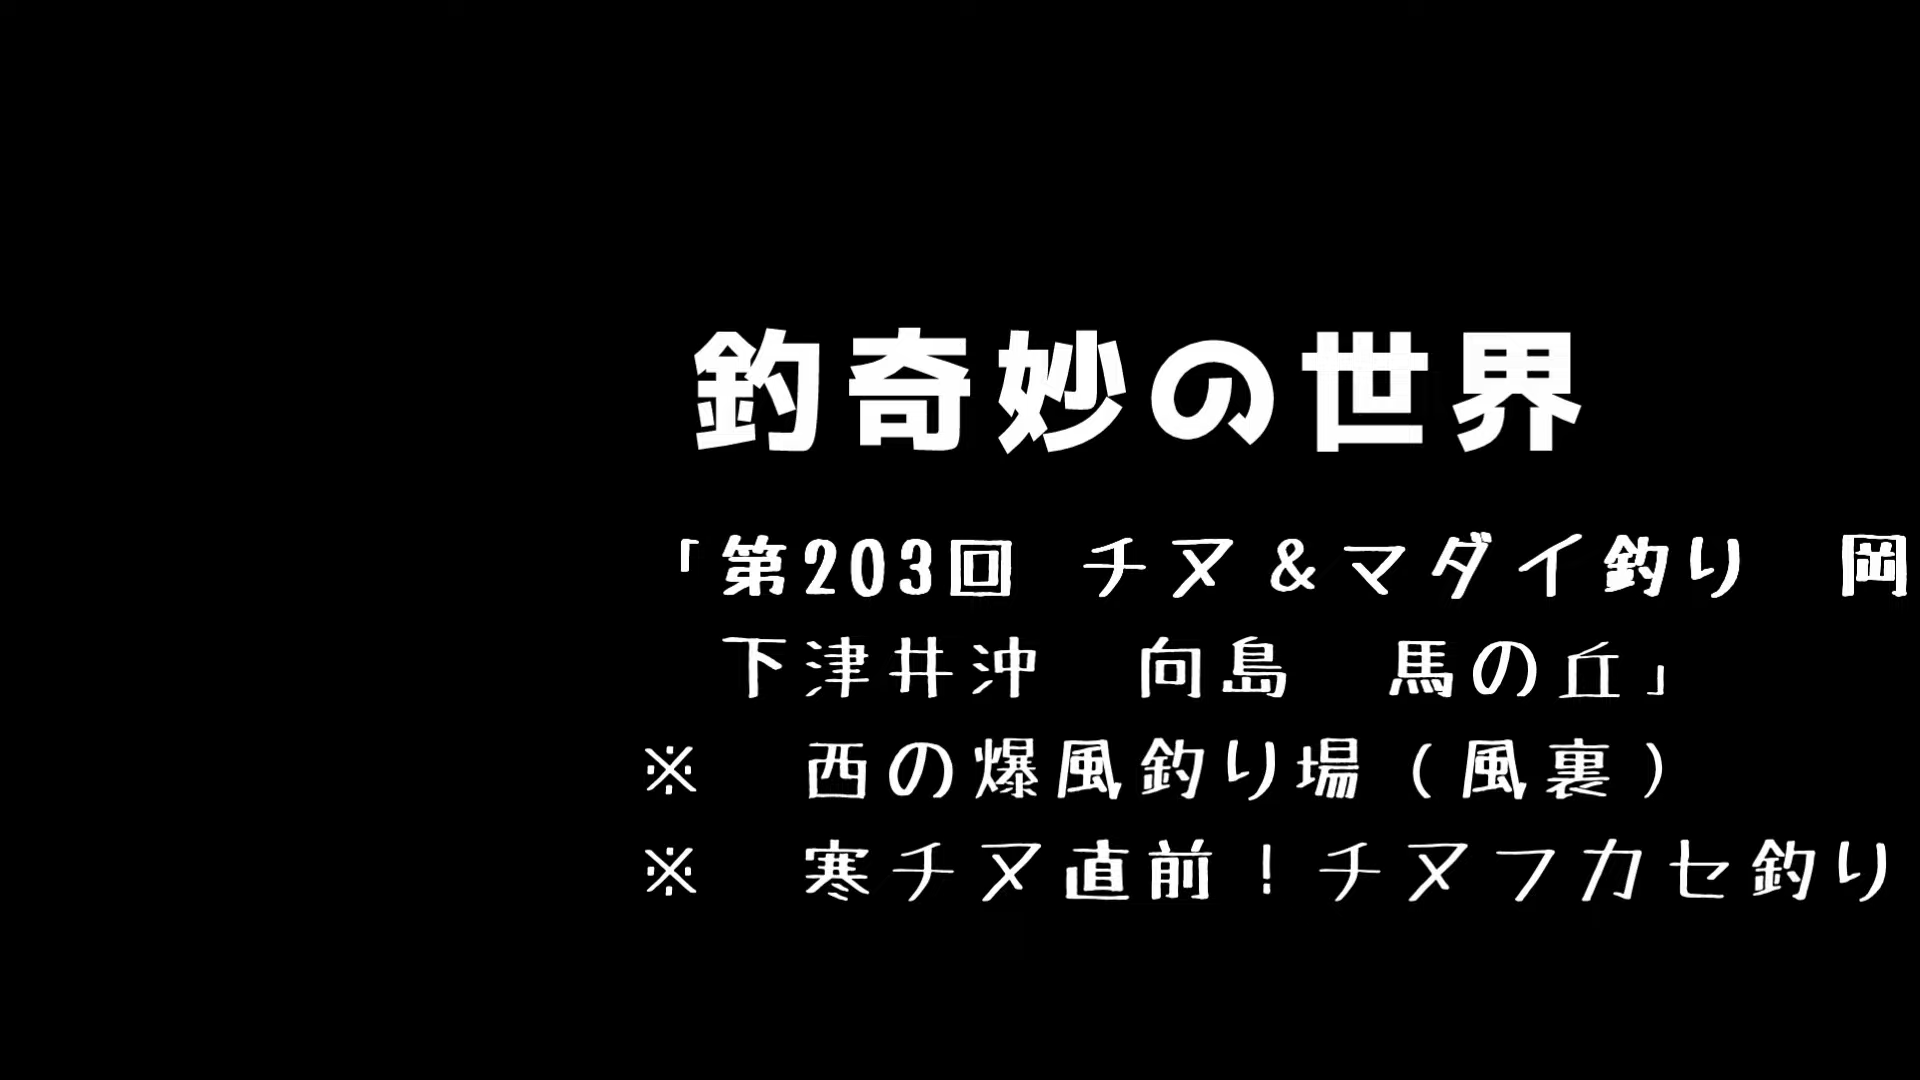 釣奇妙の世界
「第203回 チヌ＆マダイ釣り　岡
下津井沖　向島　馬の丘」
※　西の爆風釣り場（風裏）
※　寒チヌ直前！チヌフカセ釣り